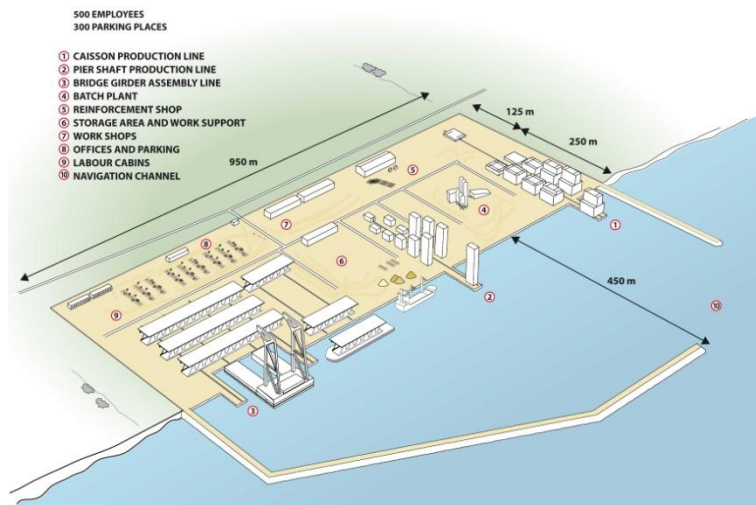 500 EMPLOYEES
300 PARKING PLACES
1 CAISSON PRODUCTION LINE
2 PIER SHAFT PRODUCTION LINE
3 BRIDGE GIRDER ASSEMBLY LINE
4 BATCH PLANT
5 REINFORCEMENT SHOP
6 STORAGE AREA AND WORK SUPPORT
7 WORK SHOPS
8 OFFICES AND PARKING
9 LABOUR CABINS
10 NAVIGATION CHANNEL
125 m
250 m
950 m
5
4
1
7
8
6
450 m
2
10
9
3